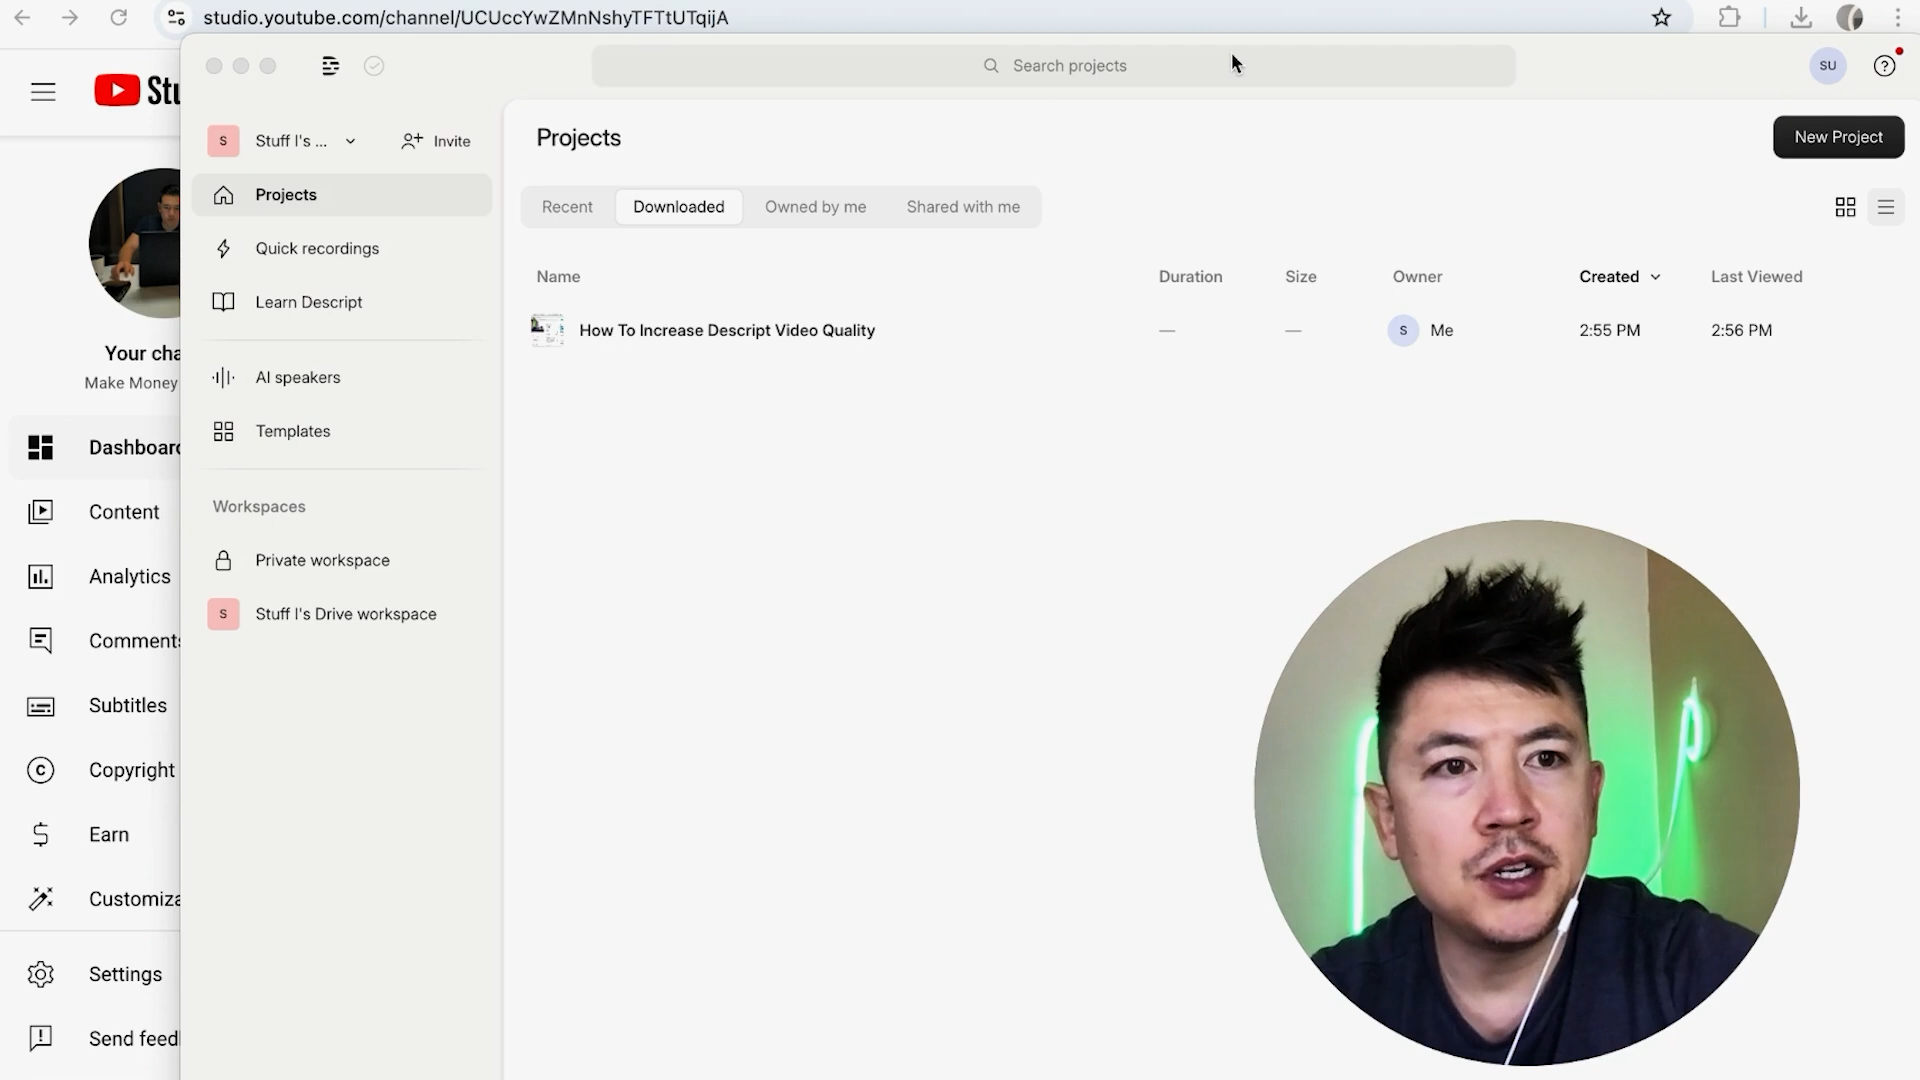 studio.youtube.com/channel/UCUccYwZMnNshyTFTtUTqijA
Stu
Search projects
SU
S
Stuff I's ...
Invite
Projects
New Project
Projects
Recent
Downloaded
Owned by me
Shared with me
Quick recordings
Learn Descript
Name
Duration
Size
Owner
Created
Last Viewed
How To Increase Descript Video Quality
—
—
S
Me
2:55 PM
2:56 PM
AI speakers
Templates
Workspaces
Private workspace
S
Stuff I's Drive workspace
Your cha
Make Money
Dashboard
Content
Analytics
Comments
Subtitles
Copyright
Earn
Customiza
Settings
Send feed